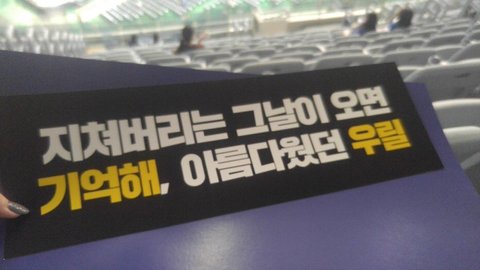 지쳐버리는 그날이 오면
기억해, 아름다웠던 우릴